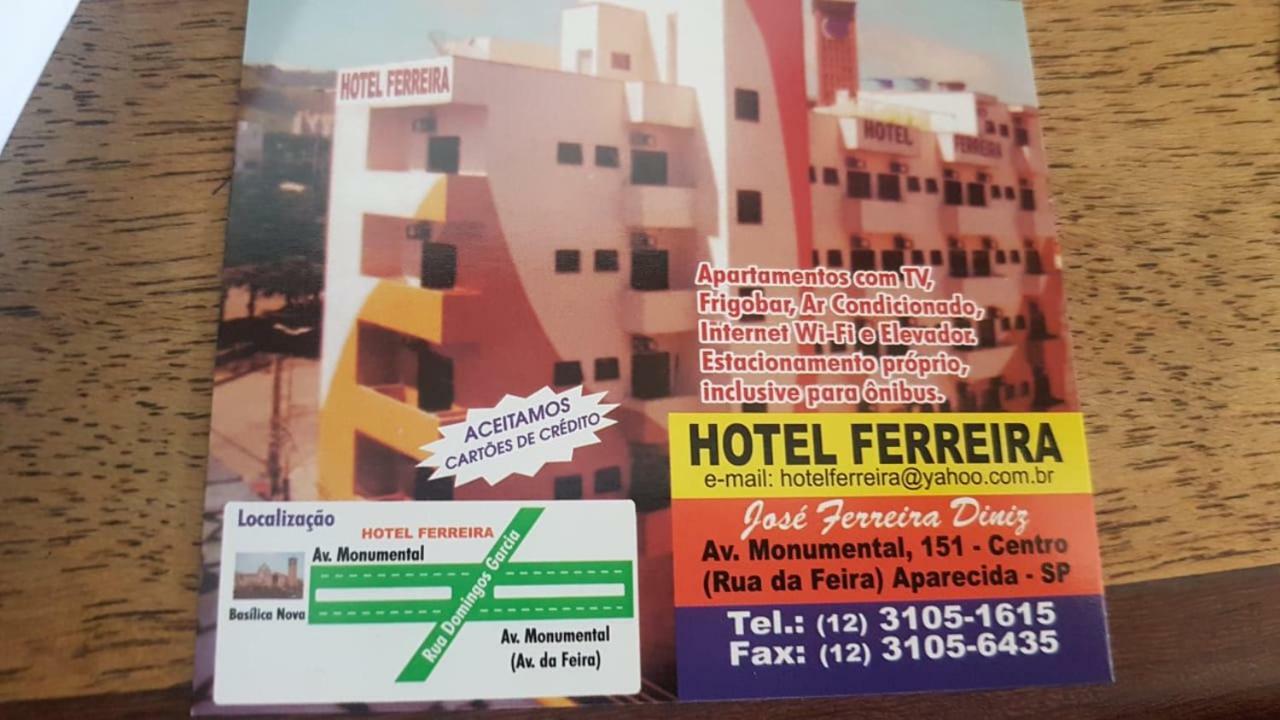 HOTEL FERREIRA
HOTEL
FERREIRA
Apartamentos com TV,
Frigobar, Ar Condicionado,
Internet Wi-Fi e Elevador.
Estacionamento próprio,
inclusive para ônibus.
ACEITAMOS
CARTÕES DE CRÉDITO
HOTEL FERREIRA
e-mail: hotelferreira@yahoo.com.br
José Ferreira Diniz
Av. Monumental, 151 - Centro
(Rua da Feira) Aparecida - SP
Tel.: (12) 3105-1615
Fax: (12) 3105-6435
Localização
HOTEL FERREIRA
Av. Monumental
Rua Domingos Garcia
Basílica Nova
Av. Monumental
(Av. da Feira)